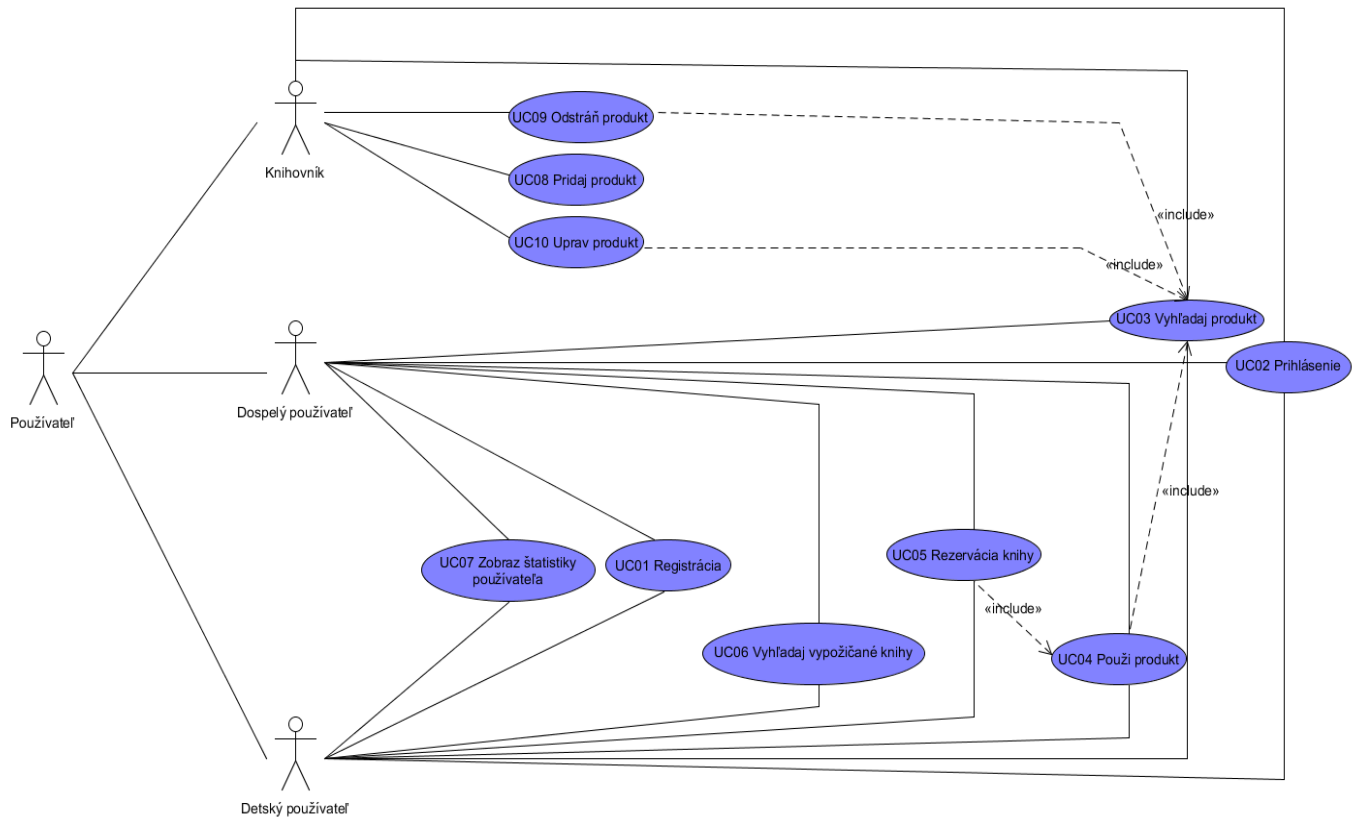 Knihovník
UC09 Odstráň produkt
UC08 Pridaj produkt
«include»
UC10 Uprav produkt
«include»
UC03 Vyhľadaj produkt
UC02 Prihlásenie
Dospelý používateľ
Používateľ
«include»
UC07 Zobraz štatistiky
používateľa
UC01 Registrácia
UC05 Rezervácia knihy
«include»
UC06 Vyhľadaj vypožičané knihy
UC04 Použi produkt
Detský používateľ